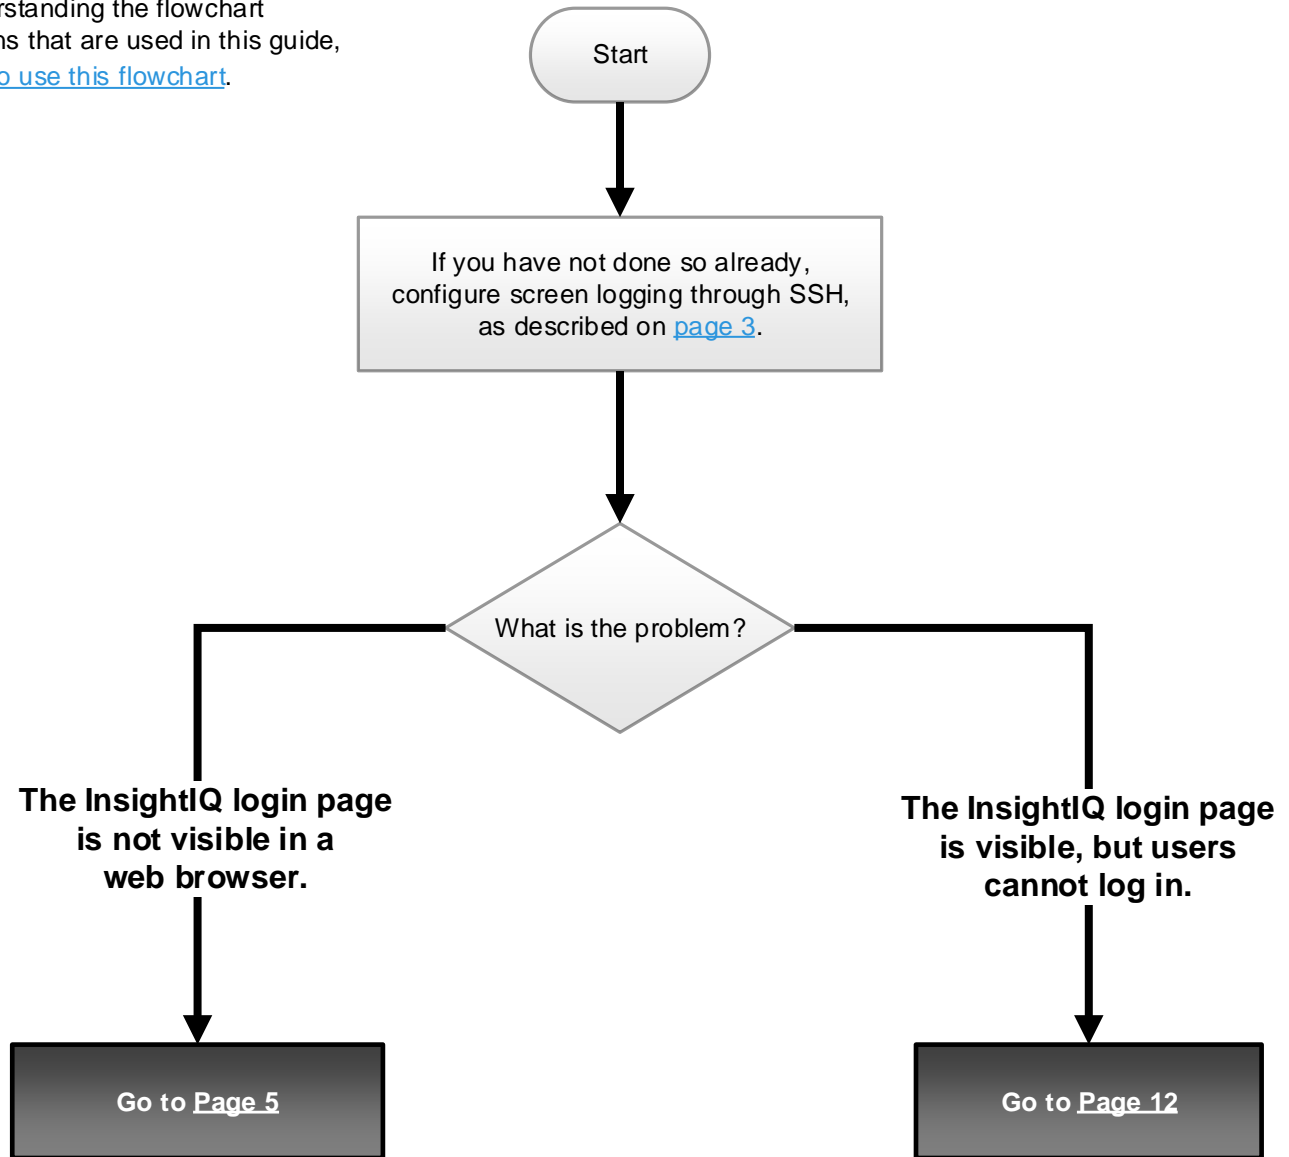 the flowchart
that are used in this guide,
use this flowchart.
Start
If you have not done so already,
configure screen logging through SSH,
as described on page 3.
What is the problem?
The InsightIQ login page
is not visible in a
web browser.
The InsightIQ login page
is visible, but users
cannot log in.
Go to Page 5
Go to Page 12